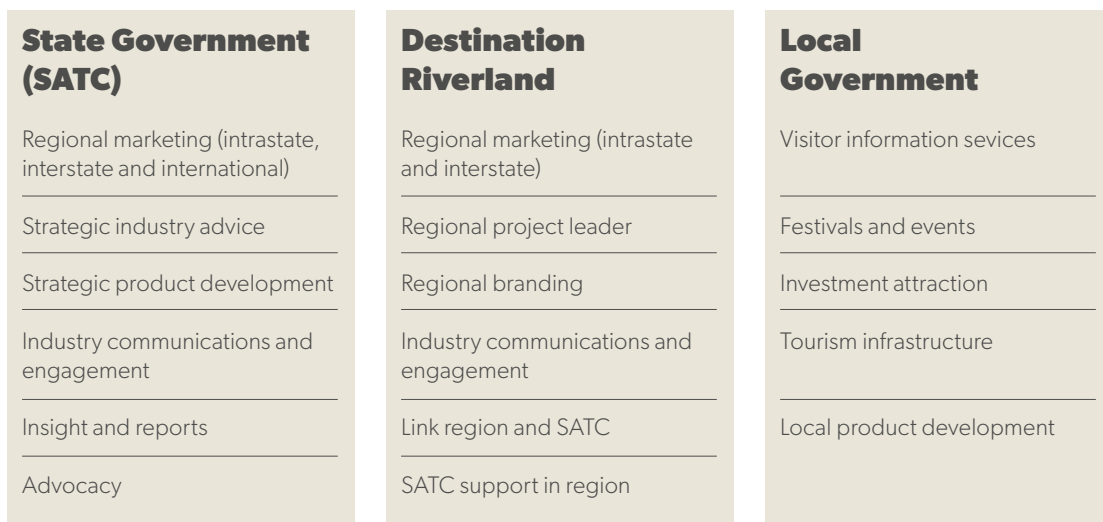 State Government
(SATC)
Regional marketing (intrastate,
interstate and international)
Strategic industry advice
Strategic product development
Industry communications and
engagement
Insight and reports
Advocacy
Destination
Riverland
Regional marketing (intrastate
and interstate)
Regional project leader
Regional branding
Industry communications and
engagement
Link region and SATC
SATC support in region
Local
Government
Visitor information sevices
Festivals and events
Investment attraction
Tourism infrastructure
Local product development